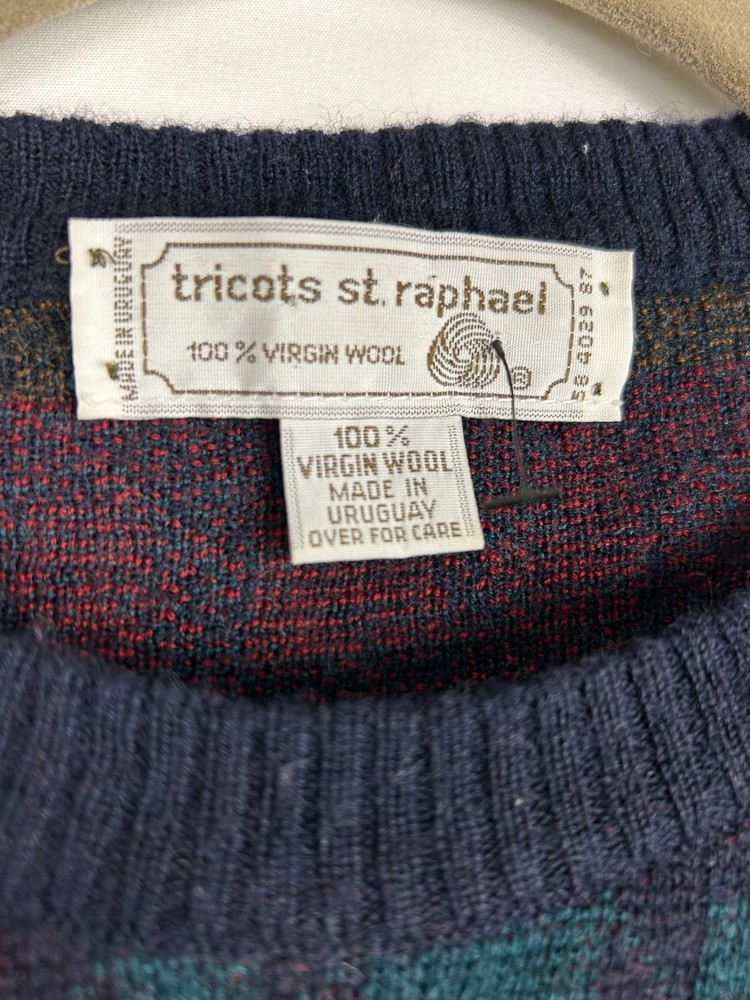 MADE IN URUGUAY
tricots st. raphael
100 % VIRGIN WOOL
R
58 4029 87
100 %
VIRGIN WOOL
MADE IN
URUGUAY
OVER FOR CARE